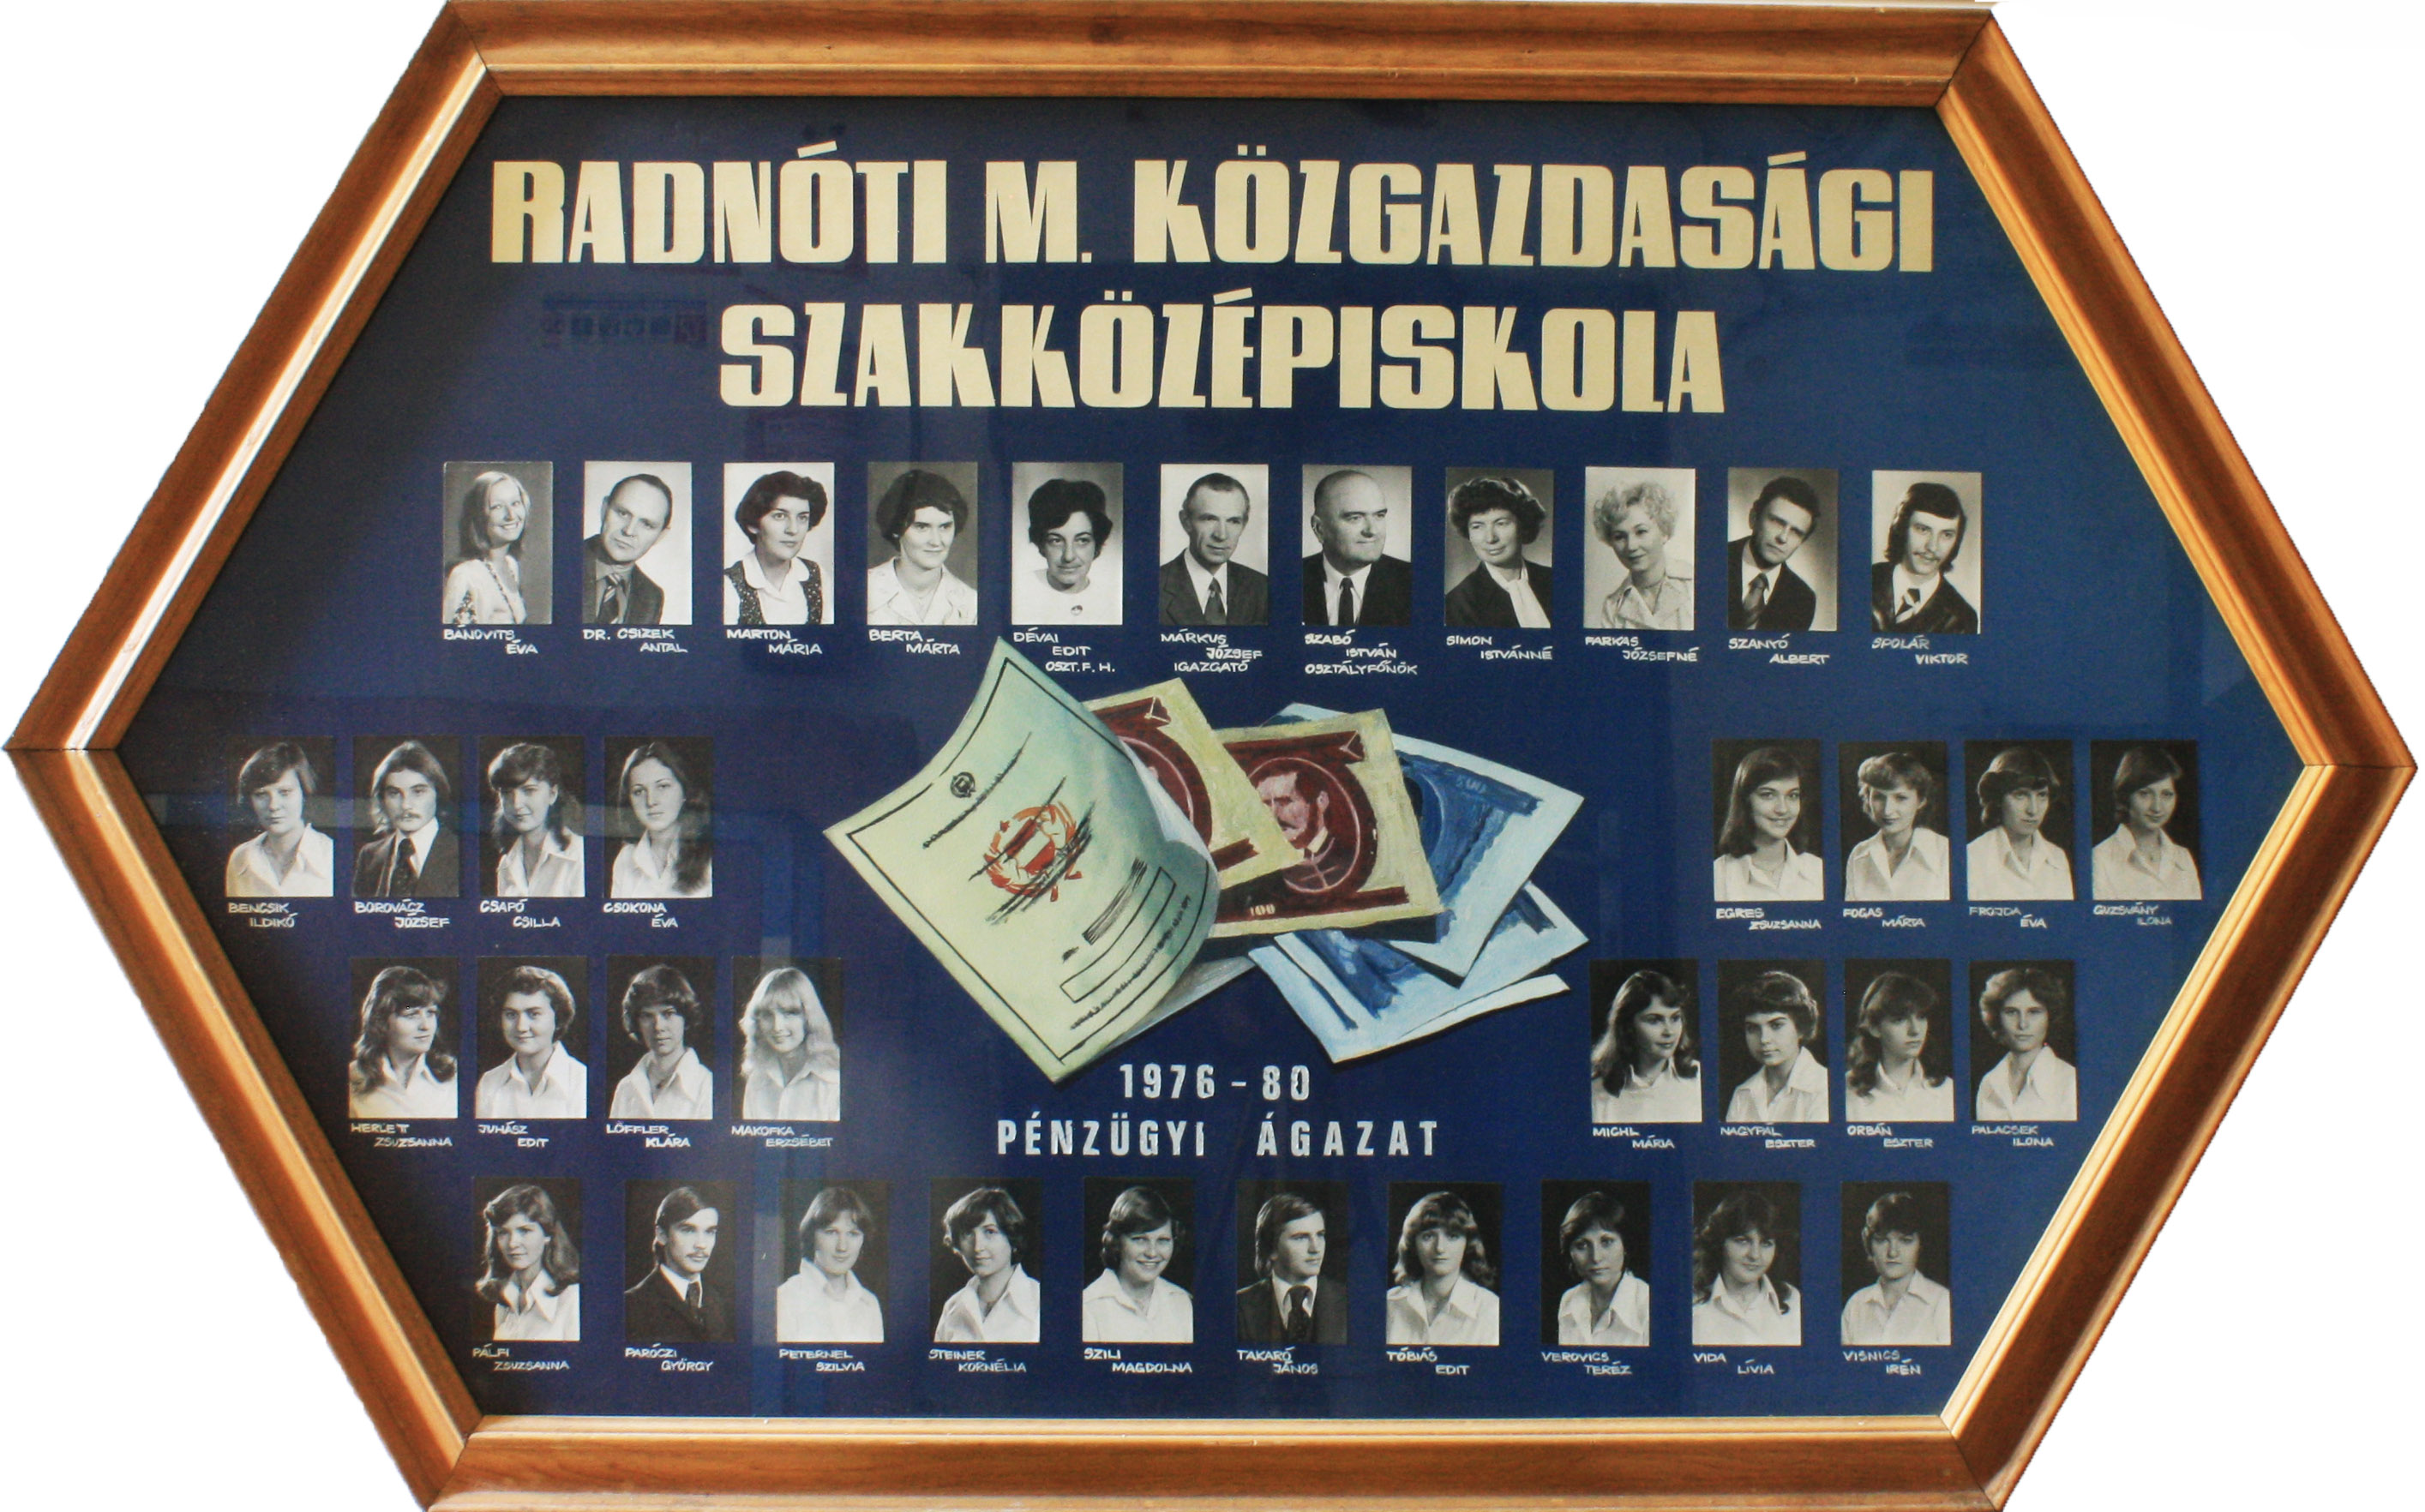 RADNÓTI M. KÖZGAZDASÁGI
SZAKKÖZÉPISKOLA
BÁNOVITS ÉVA
DR. CSIZEK ANTAL
MARTON MÁRIA
BERTA MÁRTA
DÉVAI EDIT OSZT. F. H.
MÁRKUS JÓZSEF IGAZGATÓ
SZABÓ ISTVÁN OSZTÁLYFŐNÖK
SIMON ISTVÁNNÉ
FARKAS JÓZSEFNÉ
SZANYÓ ALBERT
SPOLÁR VIKTOR
BENCSIK ILDIKÓ
BOROVÁCZ JÓZSEF
CSAPÓ CSILLA
CSOKONA ÉVA
EGRES ZSUZSANNA
FOGAS MÁRTA
FROJDA ÉVA
GUZSVÁNY ILONA
500
100
HERLETT ZSUZSANNA
JUHÁSZ EDIT
LÖFFLER KLÁRA
MAKOFKA ERZSÉBET
MICHL MÁRIA
NAGYPÁL ESZTER
ORBÁN ESZTER
PALACSEK ILONA
1976-80
PÉNZÜGYI ÁGAZAT
PÁLFI ZSUZSANNA
PARÓCZI GYÖRGY
PETERNEL SZILVIA
STEINER KORNÉLIA
SZILI MAGDOLNA
TAKARÓ JÁNOS
TÓBIÁS EDIT
VEROVICS TERÉZ
VIDA LÍVIA
VISNICS IRÉN